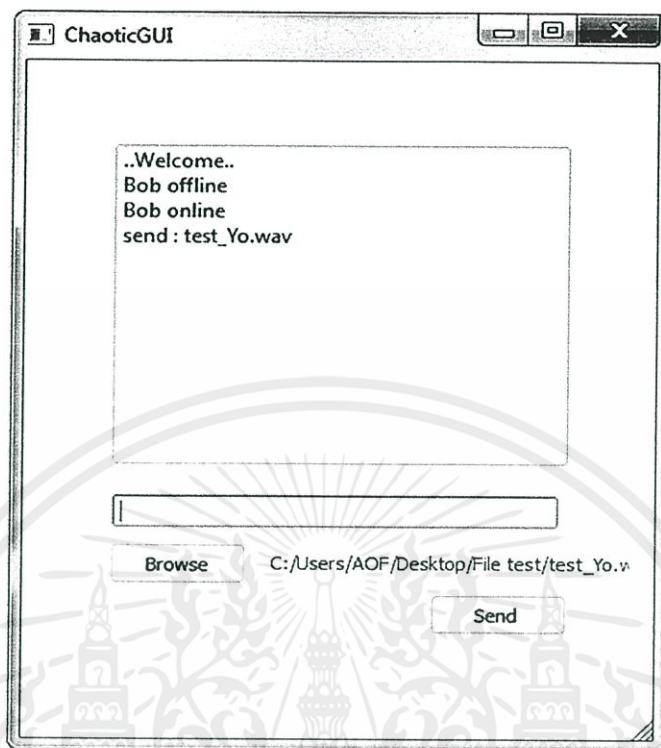 ChaoticGUI
..Welcome..
Bob offline
Bob online
send : test_Yo.wav
Browse
C:/Users/AOF/Desktop/File test/test_Yo.w
Send